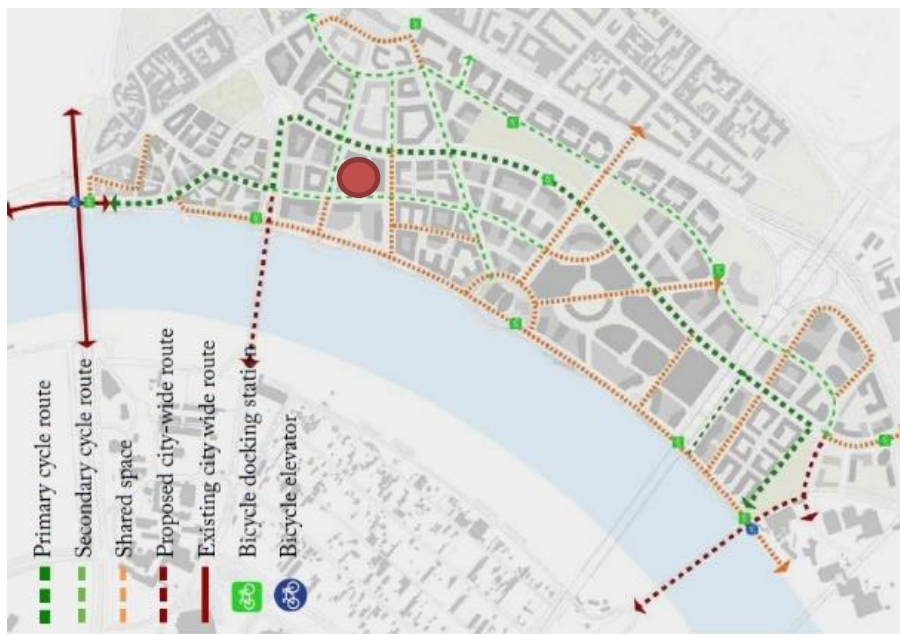 Primary cycle route
Secondary cycle route
Shared space
Proposed city-wide route
Existing city wide route
Bicycle docking station
Bicycle elevator